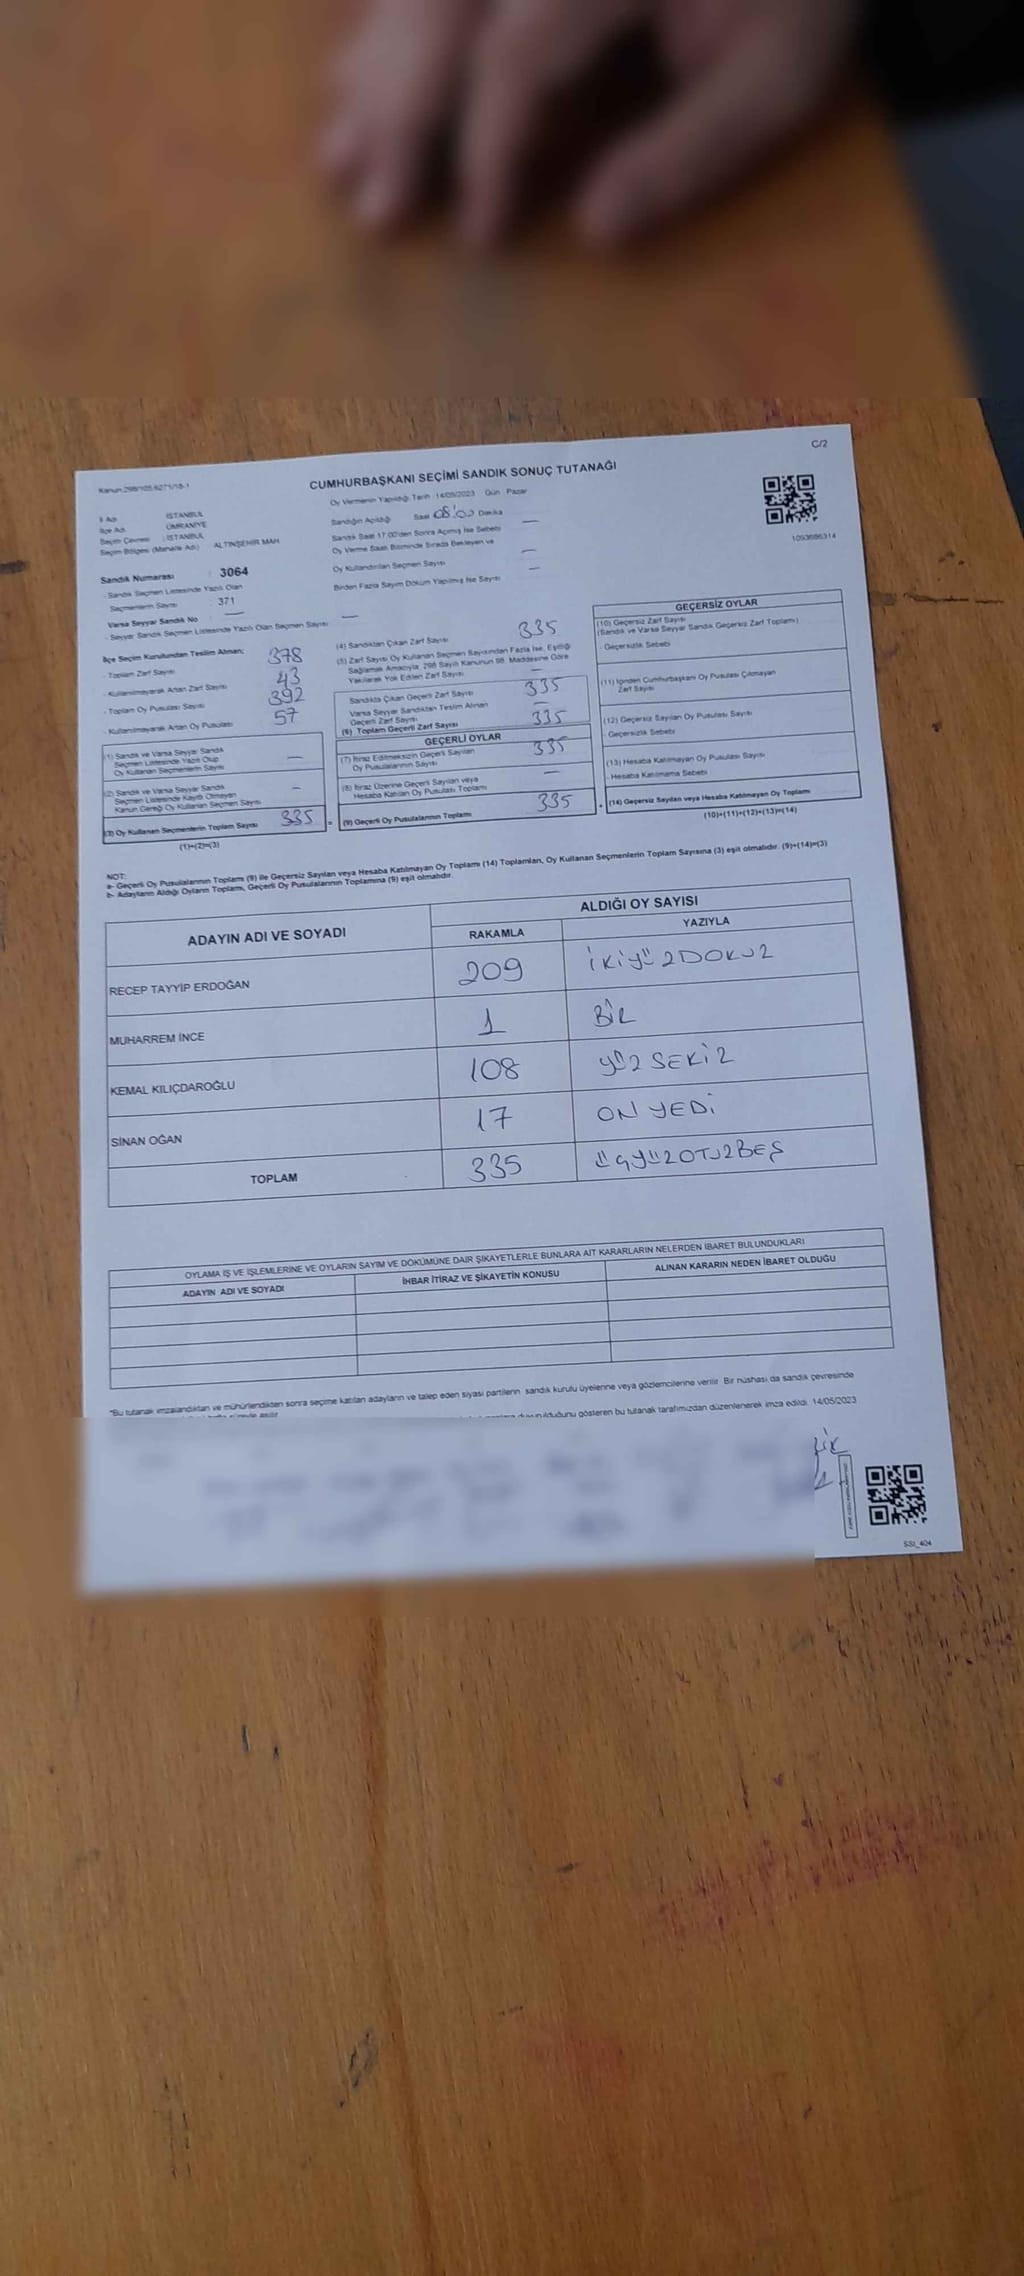 C/2
Kanun:298/105,6271/18-1
CUMHURBAŞKANI SEÇİMİ SANDIK SONUÇ TUTANAĞI
İl Adı : İSTANBUL
İlçe Adı : ÜMRANİYE
Seçim Çevresi : İSTANBUL
Seçim Bölgesi (Mahalle Adı) : ALTINŞEHİR MAH.
Oy Vermenin Yapıldığı Tarih : 14/05/2023 Gün : Pazar
Sandığın Açıldığı Saat 08:00 Dakika
Sandık Saat 17:00'den Sonra Açılmış İse Sebebi —
Oy Verme Saati Bitiminde Sırada Bekleyen ve
Oy Kullandırılan Seçmen Sayısı —
Birden Fazla Sayım Döküm Yapılmış İse Sayısı —
1093686314
Sandık Numarası : 3064
- Sandık Seçmen Listesinde Yazılı Olan
Seçmenlerin Sayısı : 371
Varsa Seyyar Sandık No —
- Seyyar Sandık Seçmen Listesinde Yazılı Olan Seçmen Sayısı —
İlçe Seçim Kurulundan Teslim Alınan;
- Toplam Zarf Sayısı 378
- Kullanılmayarak Artan Zarf Sayısı 43
- Toplam Oy Pusulası Sayısı 392
- Kullanılmayarak Artan Oy Pusulası 57
(1) Sandık ve Varsa Seyyar Sandık
Seçmen Listesinde Yazılı Olup
Oy Kullanan Seçmenlerin Sayısı —
(2) Sandık ve Varsa Seyyar Sandık
Seçmen Listesinde Kayıtlı Olmayan
Kanun Gereği Oy Kullanan Seçmen Sayısı —
(3) Oy Kullanan Seçmenlerin Toplam Sayısı 335
(1)+(2)=(3)
(4) Sandıktan Çıkan Zarf Sayısı 335
(5) Zarf Sayısı Oy Kullanan Seçmen Sayısından Fazla İse, Eşitliği
Sağlamak Amacıyla, 298 Sayılı Kanunun 98. Maddesine Göre
Yakılarak Yok Edilen Zarf Sayısı —
Sandıkta Çıkan Geçerli Zarf Sayısı 335
Varsa Seyyar Sandıktan Teslim Alınan
Geçerli Zarf Sayısı —
(6) Toplam Geçerli Zarf Sayısı 335
GEÇERLİ OYLAR
(7) İtiraz Edilmeksizin Geçerli Sayılan
Oy Pusulalarının Sayısı 335
(8) İtiraz Üzerine Geçerli Sayılan veya
Hesaba Katılan Oy Pusulası Toplamı —
(9) Geçerli Oy Pusulalarının Toplamı 335
GEÇERSİZ OYLAR
(10) Geçersiz Zarf Sayısı
(Sandık ve Varsa Seyyar Sandık Geçersiz Zarf Toplamı)
- Geçersizlik Sebebi
(11) İçinden Cumhurbaşkanı Oy Pusulası Çıkmayan
Zarf Sayısı
(12) Geçersiz Sayılan Oy Pusulası Sayısı
- Geçersizlik Sebebi
(13) Hesaba Katılmayan Oy Pusulası Sayısı
- Hesaba Katılmama Sebebi
(14) Geçersiz Sayılan veya Hesaba Katılmayan Oy Toplamı
(10)+(11)+(12)+(13)=(14)
NOT:
a- Geçerli Oy Pusulalarının Toplamı (9) ile Geçersiz Sayılan veya Hesaba Katılmayan Oy Toplamı (14) Toplamları, Oy Kullanan Seçmenlerin Toplam Sayısına (3) eşit olmalıdır. (9)+(14)=(3)
b- Adayların Aldığı Oyların Toplamı, Geçerli Oy Pusulalarının Toplamına (9) eşit olmalıdır.
ADAYIN ADI VE SOYADI
ALDIĞI OY SAYISI
RAKAMLA YAZIYLA
RECEP TAYYİP ERDOĞAN 209 İKİYÜZDOKUZ
MUHARREM İNCE 1 BİR
KEMAL KILIÇDAROĞLU 108 YÜZ SEKİZ
SİNAN OĞAN 17 ON YEDİ
TOPLAM 335 ÜÇYÜZOTUZBEŞ
OYLAMA İŞ VE İŞLEMLERİNE VE OYLARIN SAYIM VE DÖKÜMÜNE DAİR ŞİKAYETLERLE BUNLARA AİT KARARLARIN NELERDEN İBARET BULUNDUKLARI
ADAYIN ADI VE SOYADI İHBAR İTİRAZ VE ŞİKAYETİN KONUSU ALINAN KARARIN NEDEN İBARET OLDUĞU
"Bu tutanak imzalandıktan ve mühürlendikten sonra seçime katılan adayların ve talep eden siyasi partilerin sandık kurulu üyelerine veya gözlemcilerine verilir. Bir nüshası da sandık çevresinde
duyurulduğunu gösteren bu tutanak tarafımızdan düzenlenerek imza edildi. 14/05/2023
SSI_404